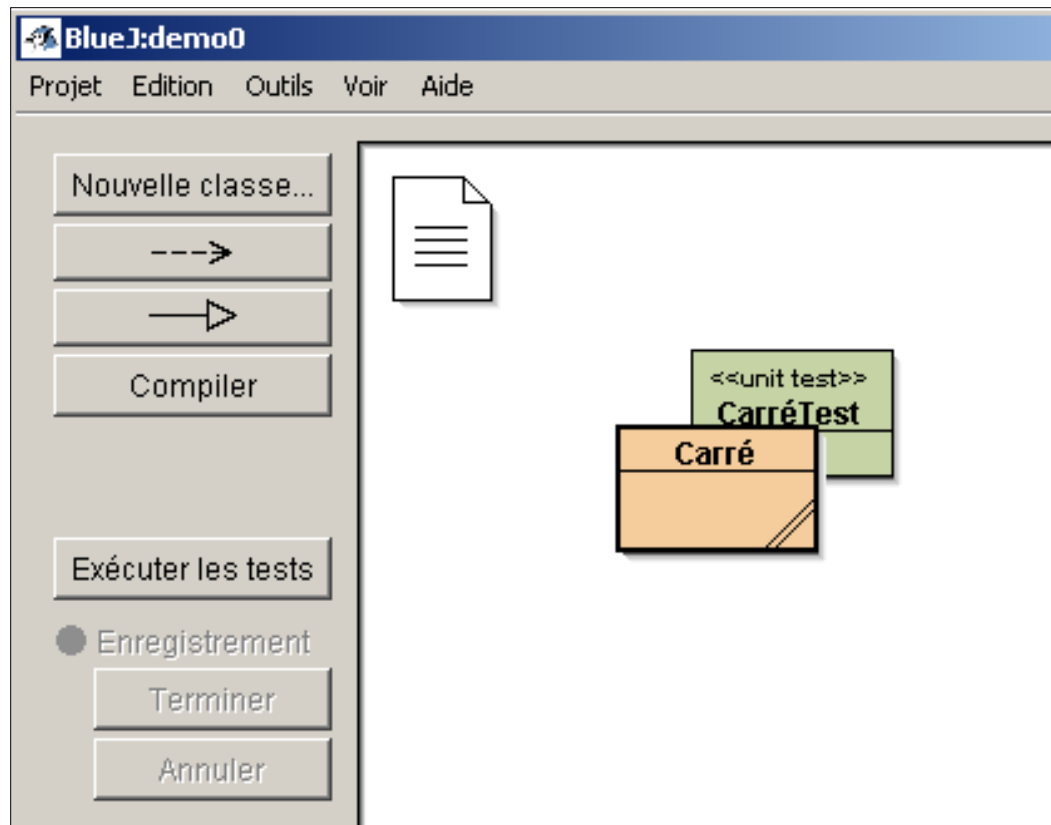 BlueJ:demo0
Projet Edition Outils Voir Aide
Nouvelle classe...
Compiler
<<unit test>>
CarréTest
Carré
Exécuter les tests
Enregistrement
Terminer
Annuler